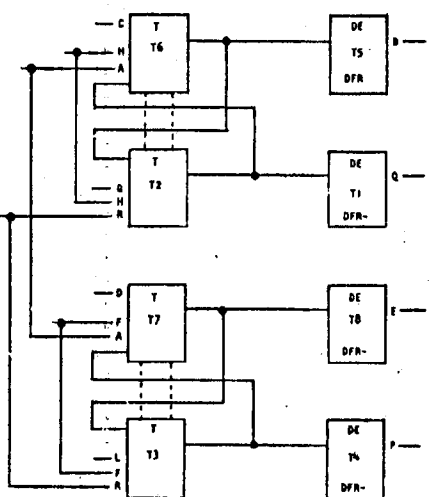 C T DE
T6 T5 B
H
A DFR
T DE
G T2 T1 Q
H
R DFR-
D T DE
T7 T8 E
F
A DFR-
T DE
L T3 T4 P
F
R DFR-